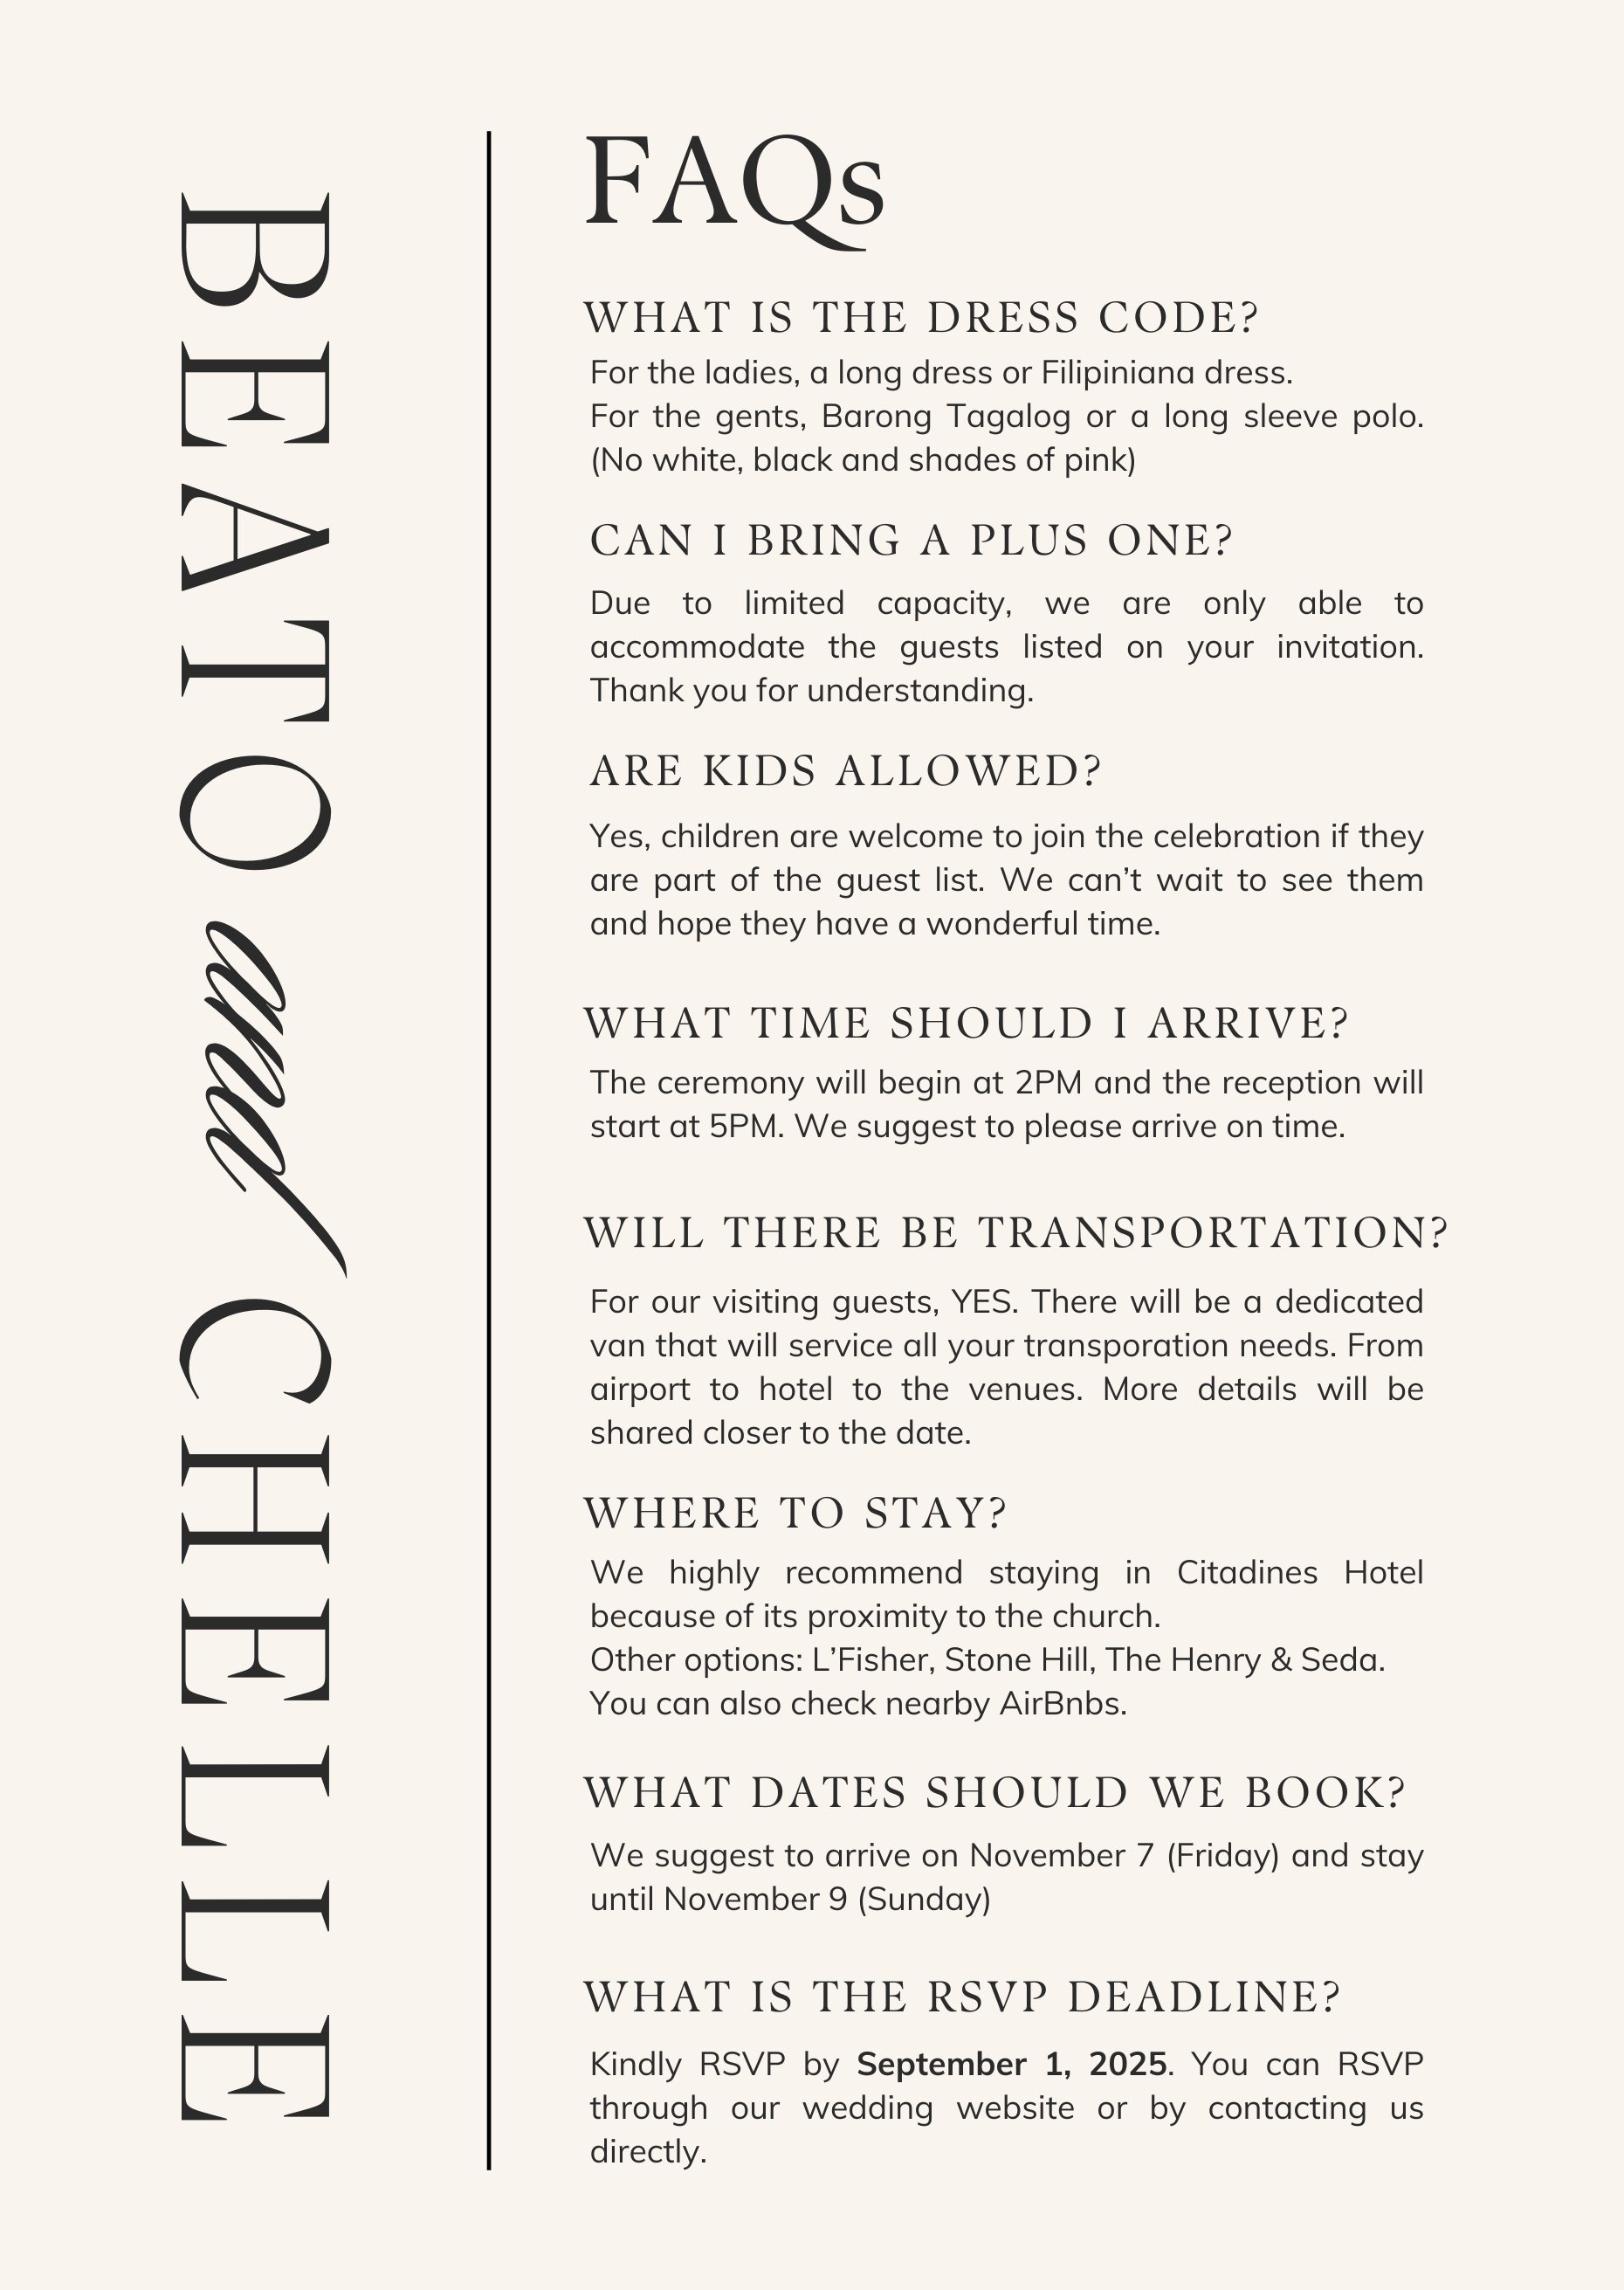 BEATO and CHELLE
FAQs
WHAT IS THE DRESS CODE?
For the ladies, a long dress or Filipiniana dress.
For the gents, Barong Tagalog or a long sleeve polo.
(No white, black and shades of pink)
CAN I BRING A PLUS ONE?
Due to limited capacity, we are only able to
accommodate the guests listed on your invitation.
Thank you for understanding.
ARE KIDS ALLOWED?
Yes, children are welcome to join the celebration if they
are part of the guest list. We can’t wait to see them
and hope they have a wonderful time.
WHAT TIME SHOULD I ARRIVE?
The ceremony will begin at 2PM and the reception will
start at 5PM. We suggest to please arrive on time.
WILL THERE BE TRANSPORTATION?
For our visiting guests, YES. There will be a dedicated
van that will service all your transporation needs. From
airport to hotel to the venues. More details will be
shared closer to the date.
WHERE TO STAY?
We highly recommend staying in Citadines Hotel
because of its proximity to the church.
Other options: L’Fisher, Stone Hill, The Henry & Seda.
You can also check nearby AirBnbs.
WHAT DATES SHOULD WE BOOK?
We suggest to arrive on November 7 (Friday) and stay
until November 9 (Sunday)
WHAT IS THE RSVP DEADLINE?
Kindly RSVP by September 1, 2025. You can RSVP
through our wedding website or by contacting us
directly.